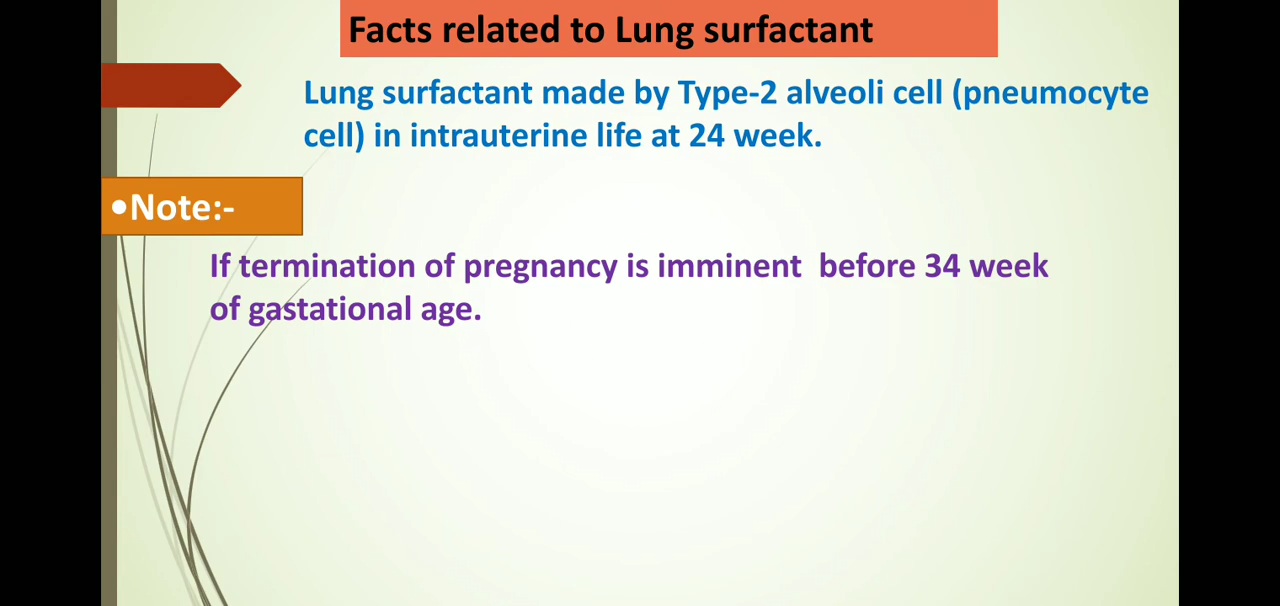 Facts related to Lung surfactant
Lung surfactant made by Type-2 alveoli cell (pneumocyte
cell) in intrauterine life at 24 week.
•Note:-
If termination of pregnancy is imminent before 34 week
of gastational age.